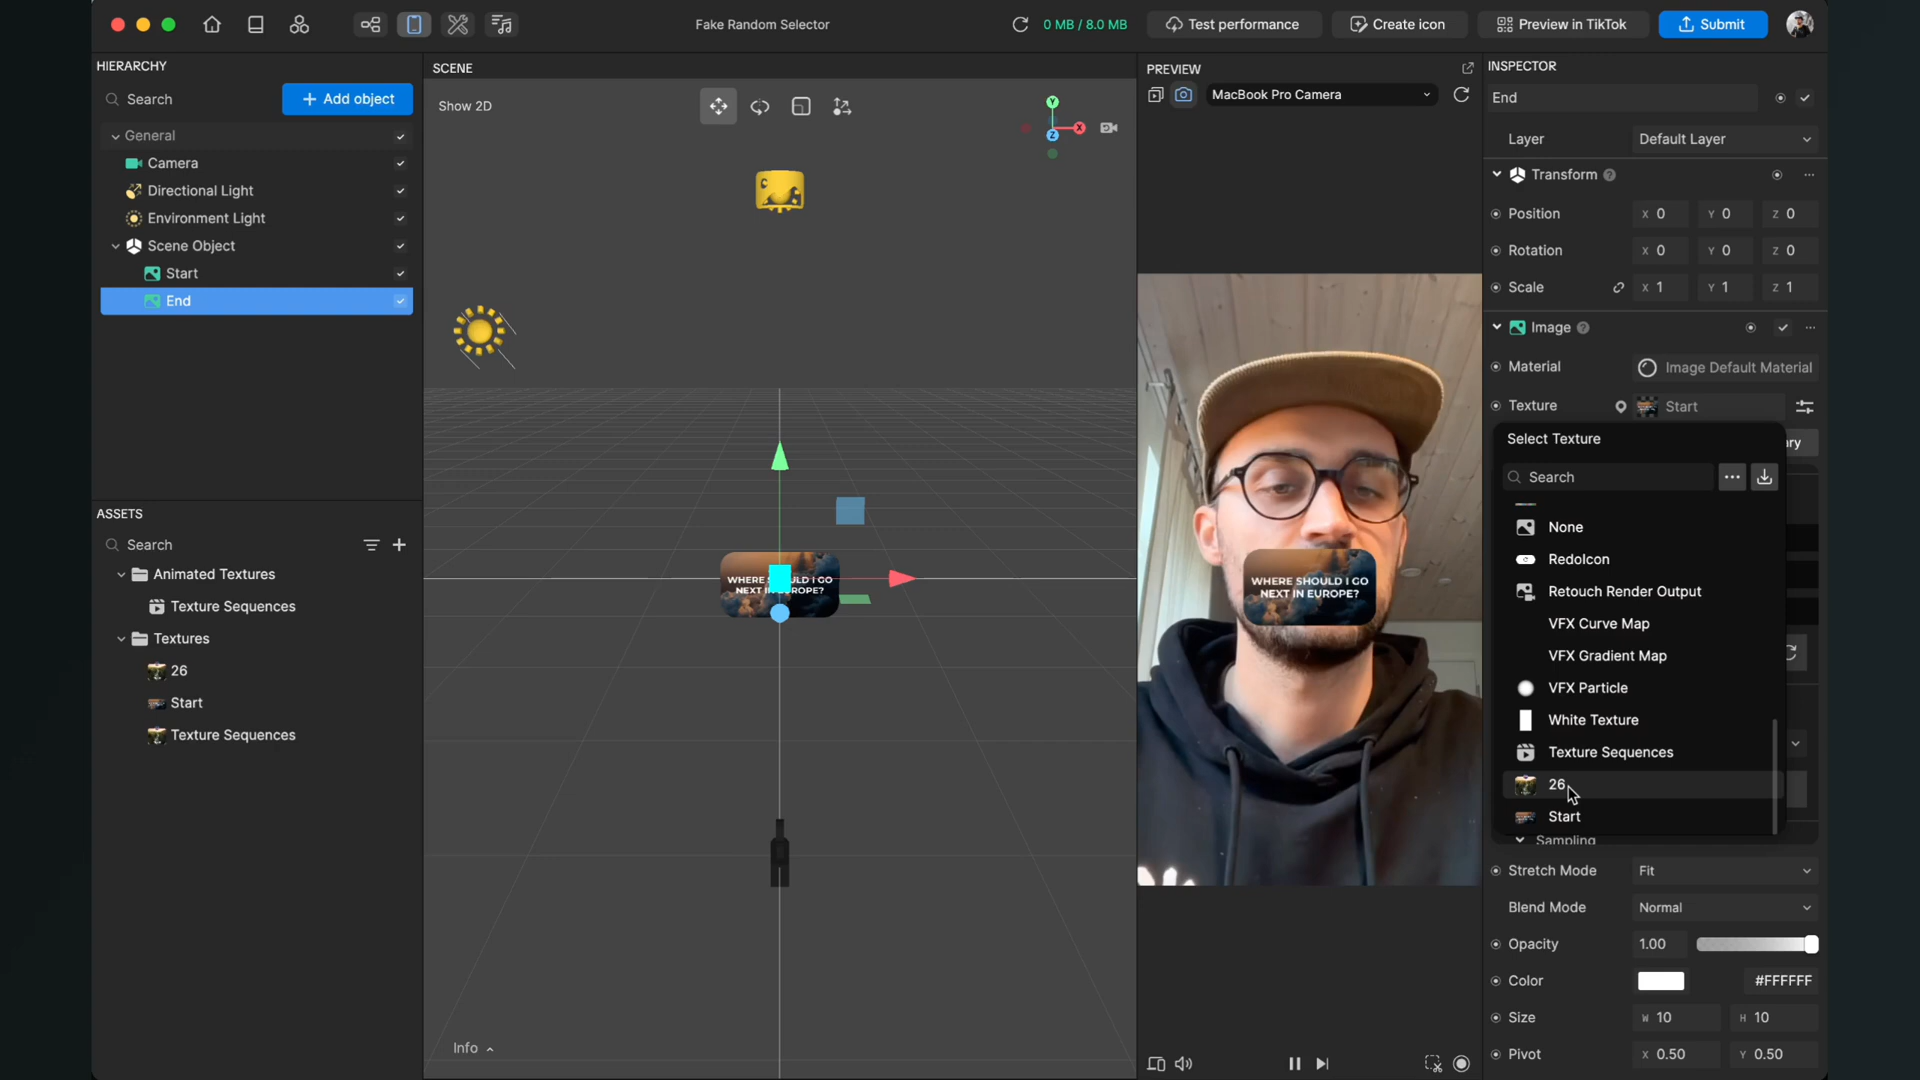 Fake Random Selector
0 MB / 8.0 MB
Test performance
Create icon
Preview in TikTok
Submit
HIERARCHY
Search
Add object
General
Camera
Directional Light
Environment Light
Scene Object
Start
End
ASSETS
Search
Animated Textures
Texture Sequences
Textures
26
Start
Texture Sequences
SCENE
Show 2D
Y
X
Z
WHERE SHOULD I GO
NEXT IN EUROPE?
Info
PREVIEW
MacBook Pro Camera
WHERE SHOULD I GO
NEXT IN EUROPE?
INSPECTOR
End
Layer Default Layer
Transform
Position X 0 Y 0 Z 0
Rotation X 0 Y 0 Z 0
Scale X 1 Y 1 Z 1
Image
Material Image Default Material
Texture Start
Select Texture
Search
None
RedoIcon
Retouch Render Output
VFX Curve Map
VFX Gradient Map
VFX Particle
White Texture
Texture Sequences
26
Start
Sampling
Stretch Mode Fit
Blend Mode Normal
Opacity 1.00
Color #FFFFFF
Size W 10 H 10
Pivot X 0.50 Y 0.50